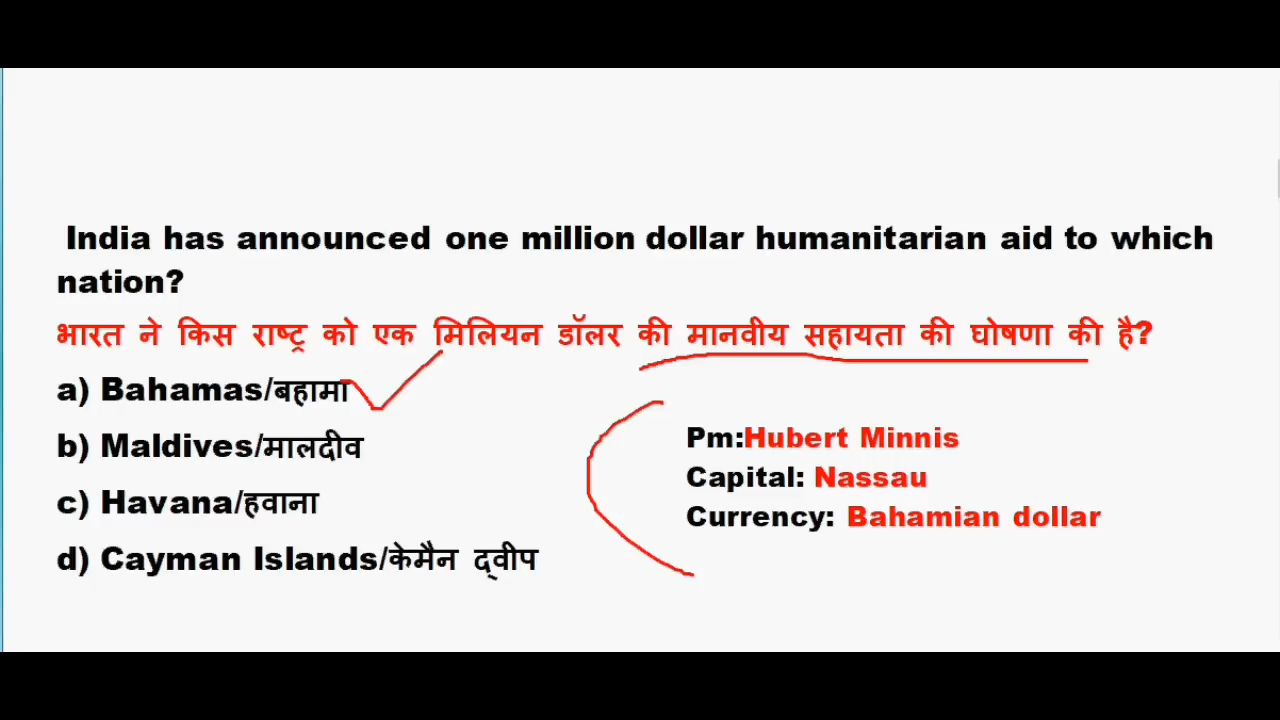 India has announced one million dollar humanitarian aid to which
nation?
भारत ने किस राष्ट्र को एक मिलियन डॉलर की मानवीय सहायता की घोषणा की है?
a) Bahamas/बहामा
b) Maldives/मालदीव
c) Havana/हवाना
d) Cayman Islands/केमैन द्वीप
Pm:Hubert Minnis
Capital: Nassau
Currency: Bahamian dollar